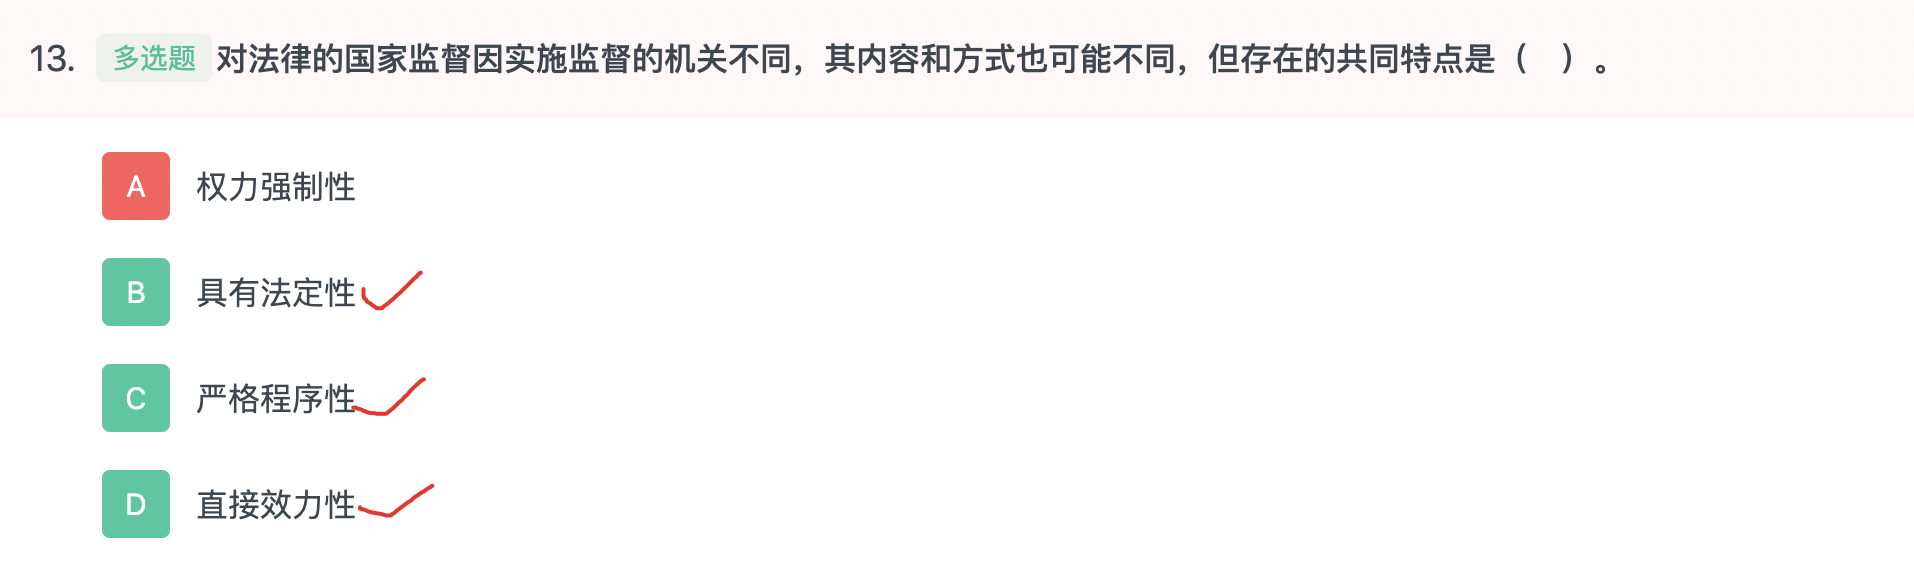 13. 多选题 对法律的国家监督因实施监督的机关不同，其内容和方式也可能不同，但存在的共同特点是（　）。
A 权力强制性
B 具有法定性
C 严格程序性
D 直接效力性